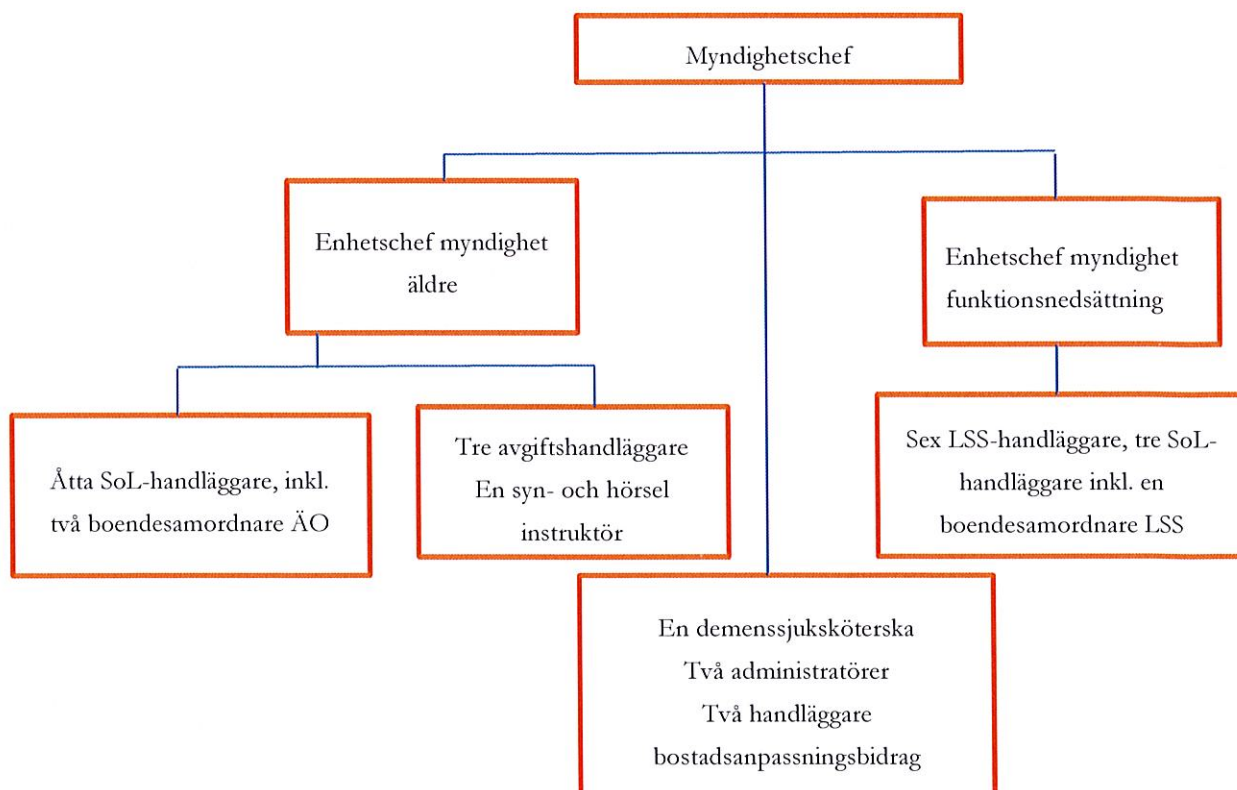 Myndighetschef
Enhetschef myndighet
äldre
Enhetschef myndighet
funktionsnedsättning
Åtta SoL-handläggare, inkl.
två boendesamordnare ÄO
Tre avgiftshandläggare
En syn- och hörsel
instruktör
Sex LSS-handläggare, tre SoL-
handläggare inkl. en
boendesamordnare LSS
En demenssjuksköterska
Två administratörer
Två handläggare
bostadsanpassningsbidrag